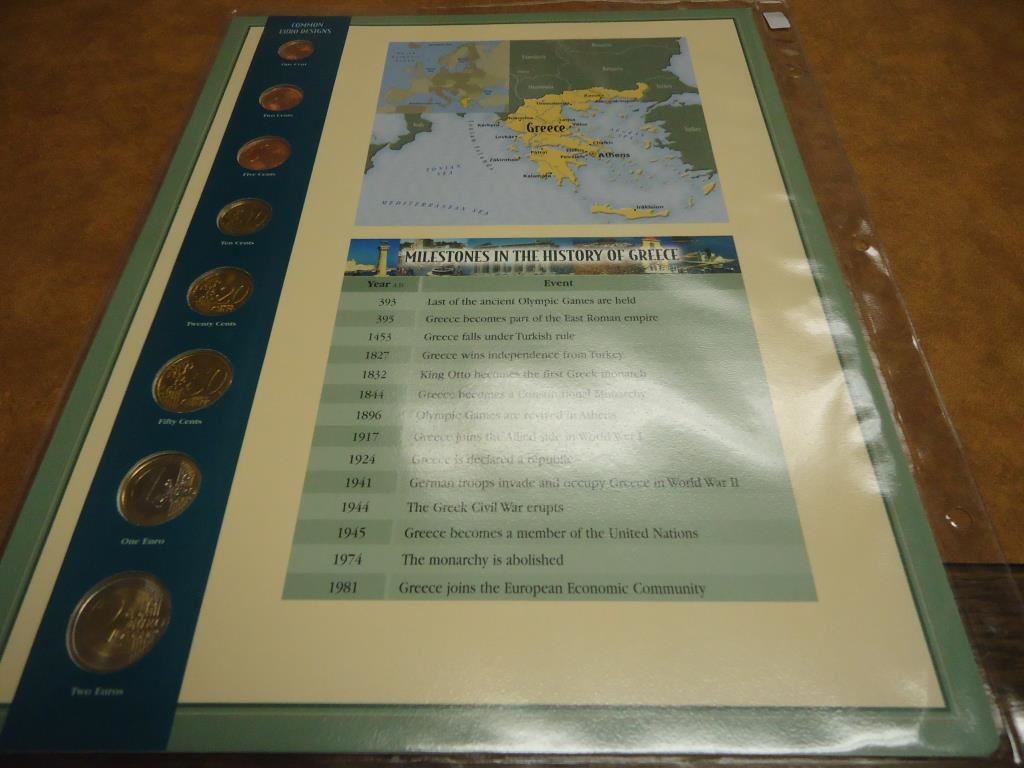 COMMON
EURO DESIGNS
One Cent
Two Cents
Five Cents
Ten Cents
Twenty Cents
Fifty Cents
One Euro
Two Euros
Greece
Athens
Iráklion
Kalamata
IONIAN
SEA
MEDITERRANEAN SEA
MILESTONES IN THE HISTORY OF GREECE
Year A.D. Event
393 Last of the ancient Olympic Games are held
395 Greece becomes part of the East Roman empire
1453 Greece falls under Turkish rule
1827 Greece wins independence from Turkey
1832 King Otto becomes the first Greek monarch
1844 Greece becomes a Constitutional Monarchy
1896 Olympic Games are revived in Athens
1917 Greece joins the Allied side in World War I
1924 Greece is declared a republic
1941 German troops invade and occupy Greece in World War II
1944 The Greek Civil War erupts
1945 Greece becomes a member of the United Nations
1974 The monarchy is abolished
1981 Greece joins the European Economic Community